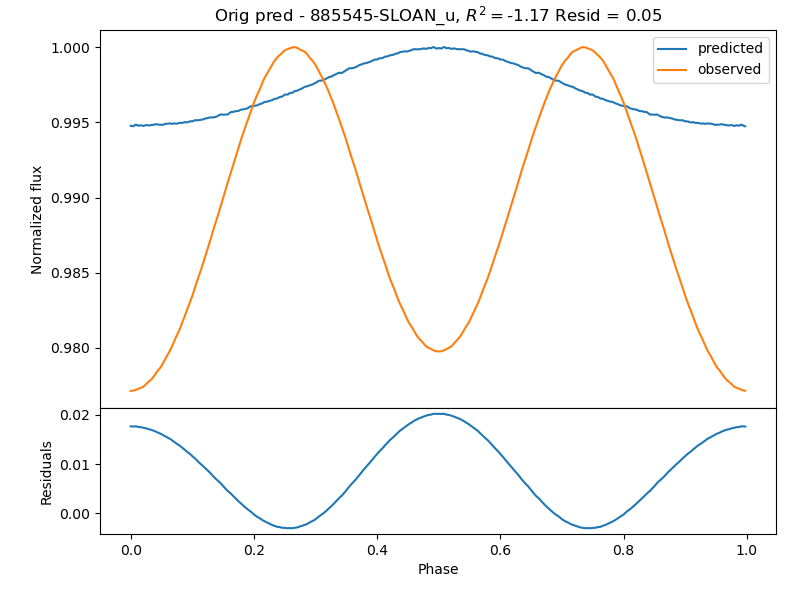 Orig pred - 885545-SLOAN_u, R² = -1.17 Resid = 0.05
1.000
0.995
0.990
0.985
0.980
Normalized flux
predicted
observed
0.02
0.01
0.00
Residuals
0.0 0.2 0.4 0.6 0.8 1.0
Phase